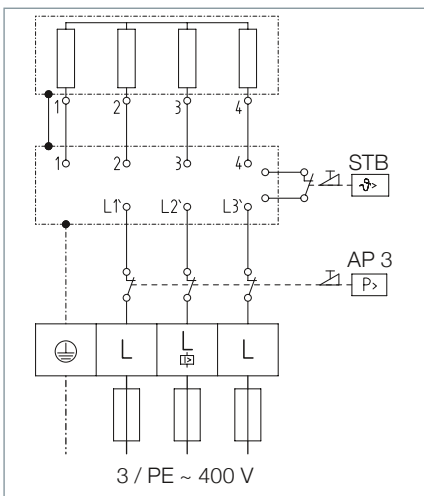 1 2 3 4
1 2 3 4
STB
ϑ>
L1` L2` L3`
AP 3
P>
L L L
I>
3 / PE ~ 400 V